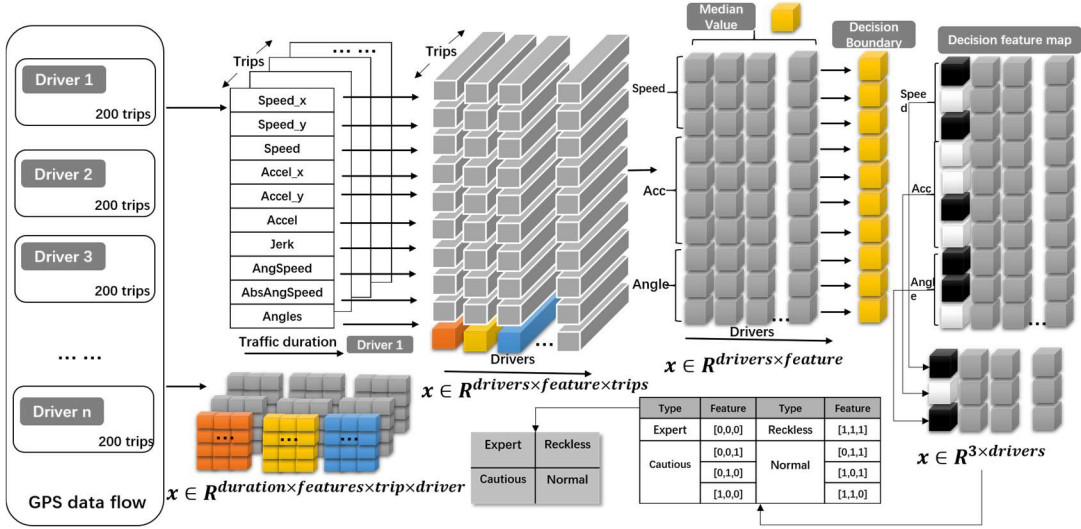 Driver 1
200 trips
Driver 2
200 trips
Driver 3
200 trips
... ...
Driver n
200 trips
GPS data flow
Trips
... ...
Speed_x
Speed_y
Speed
Accel_x
Accel_y
Accel
Jerk
AngSpeed
AbsAngSpeed
Angles
Traffic duration
Driver 1
...
...
...
x ∈ R^duration×features×trip×driver
Trips
...
Drivers
x ∈ R^drivers×feature×trips
Median
Value
Speed
Acc
Angle
...
Drivers
x ∈ R^drivers×feature
Decision
Boundary
Decision feature map
Spee
d
Acc
Angl
e
...
x ∈ R^3×drivers
Expert
Reckless
Cautious
Normal
Type
Feature
Type
Feature
Expert
[0,0,0]
Reckless
[1,1,1]
Cautious
[0,0,1]
[0,1,0]
[1,0,0]
Normal
[0,1,1]
[1,0,1]
[1,1,0]